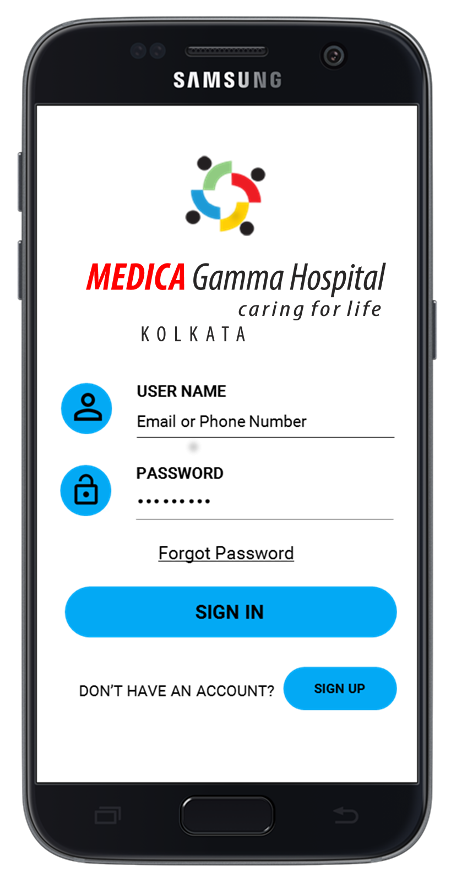 SAMSUNG
MEDICA Gamma Hospital
caring for life
KOLKATA
USER NAME
Email or Phone Number
PASSWORD
•••••••••
Forgot Password
SIGN IN
DON'T HAVE AN ACCOUNT? SIGN UP